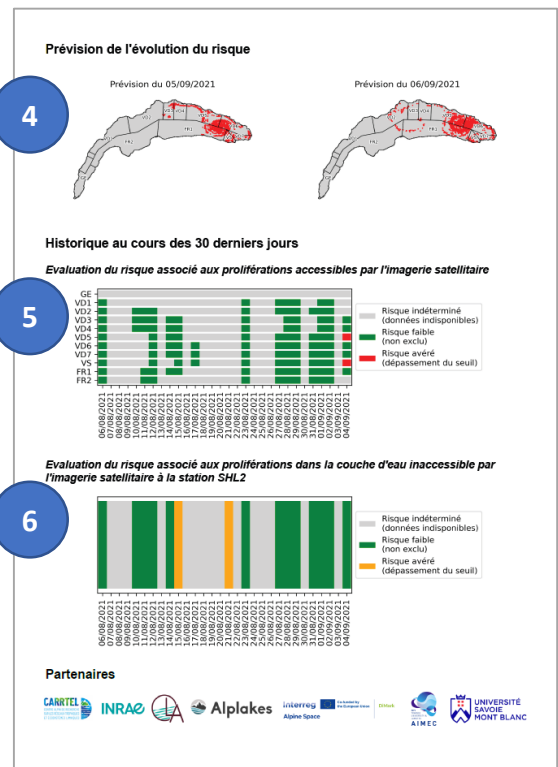 Prévision de l'évolution du risque
Prévision du 05/09/2021
Prévision du 06/09/2021
4
VD3
VD4
FR1
FR2
GE
VD3
VD4
FR1
FR2
GE
Historique au cours des 30 derniers jours
Evaluation du risque associé aux proliférations accessibles par l'imagerie satellitaire
5
GE
VD1
VD2
VD3
VD4
VD5
VD6
VD7
VS
FR1
FR2
Risque indéterminé
(données indisponibles)
Risque faible
(non exclu)
Risque avéré
(dépassement du seuil)
06/08/2021
07/08/2021
08/08/2021
09/08/2021
10/08/2021
11/08/2021
12/08/2021
13/08/2021
14/08/2021
15/08/2021
16/08/2021
17/08/2021
18/08/2021
19/08/2021
20/08/2021
21/08/2021
22/08/2021
23/08/2021
24/08/2021
25/08/2021
26/08/2021
27/08/2021
28/08/2021
29/08/2021
30/08/2021
31/08/2021
01/09/2021
02/09/2021
03/09/2021
04/09/2021
Evaluation du risque associé aux proliférations dans la couche d'eau inaccessible par
l'imagerie satellitaire à la station SHL2
6
Risque indéterminé
(données indisponibles)
Risque faible
(non exclu)
Risque avéré
(dépassement du seuil)
06/08/2021
07/08/2021
08/08/2021
09/08/2021
10/08/2021
11/08/2021
12/08/2021
13/08/2021
14/08/2021
15/08/2021
16/08/2021
17/08/2021
18/08/2021
19/08/2021
20/08/2021
21/08/2021
22/08/2021
23/08/2021
24/08/2021
25/08/2021
26/08/2021
27/08/2021
28/08/2021
29/08/2021
30/08/2021
31/08/2021
01/09/2021
02/09/2021
03/09/2021
04/09/2021
Partenaires
CARRTEL
INRAE
Alplakes
Interreg
Co-funded by
the European Union
Alpine Space
AIMEC
UNIVERSITÉ
SAVOIE
MONT BLANC